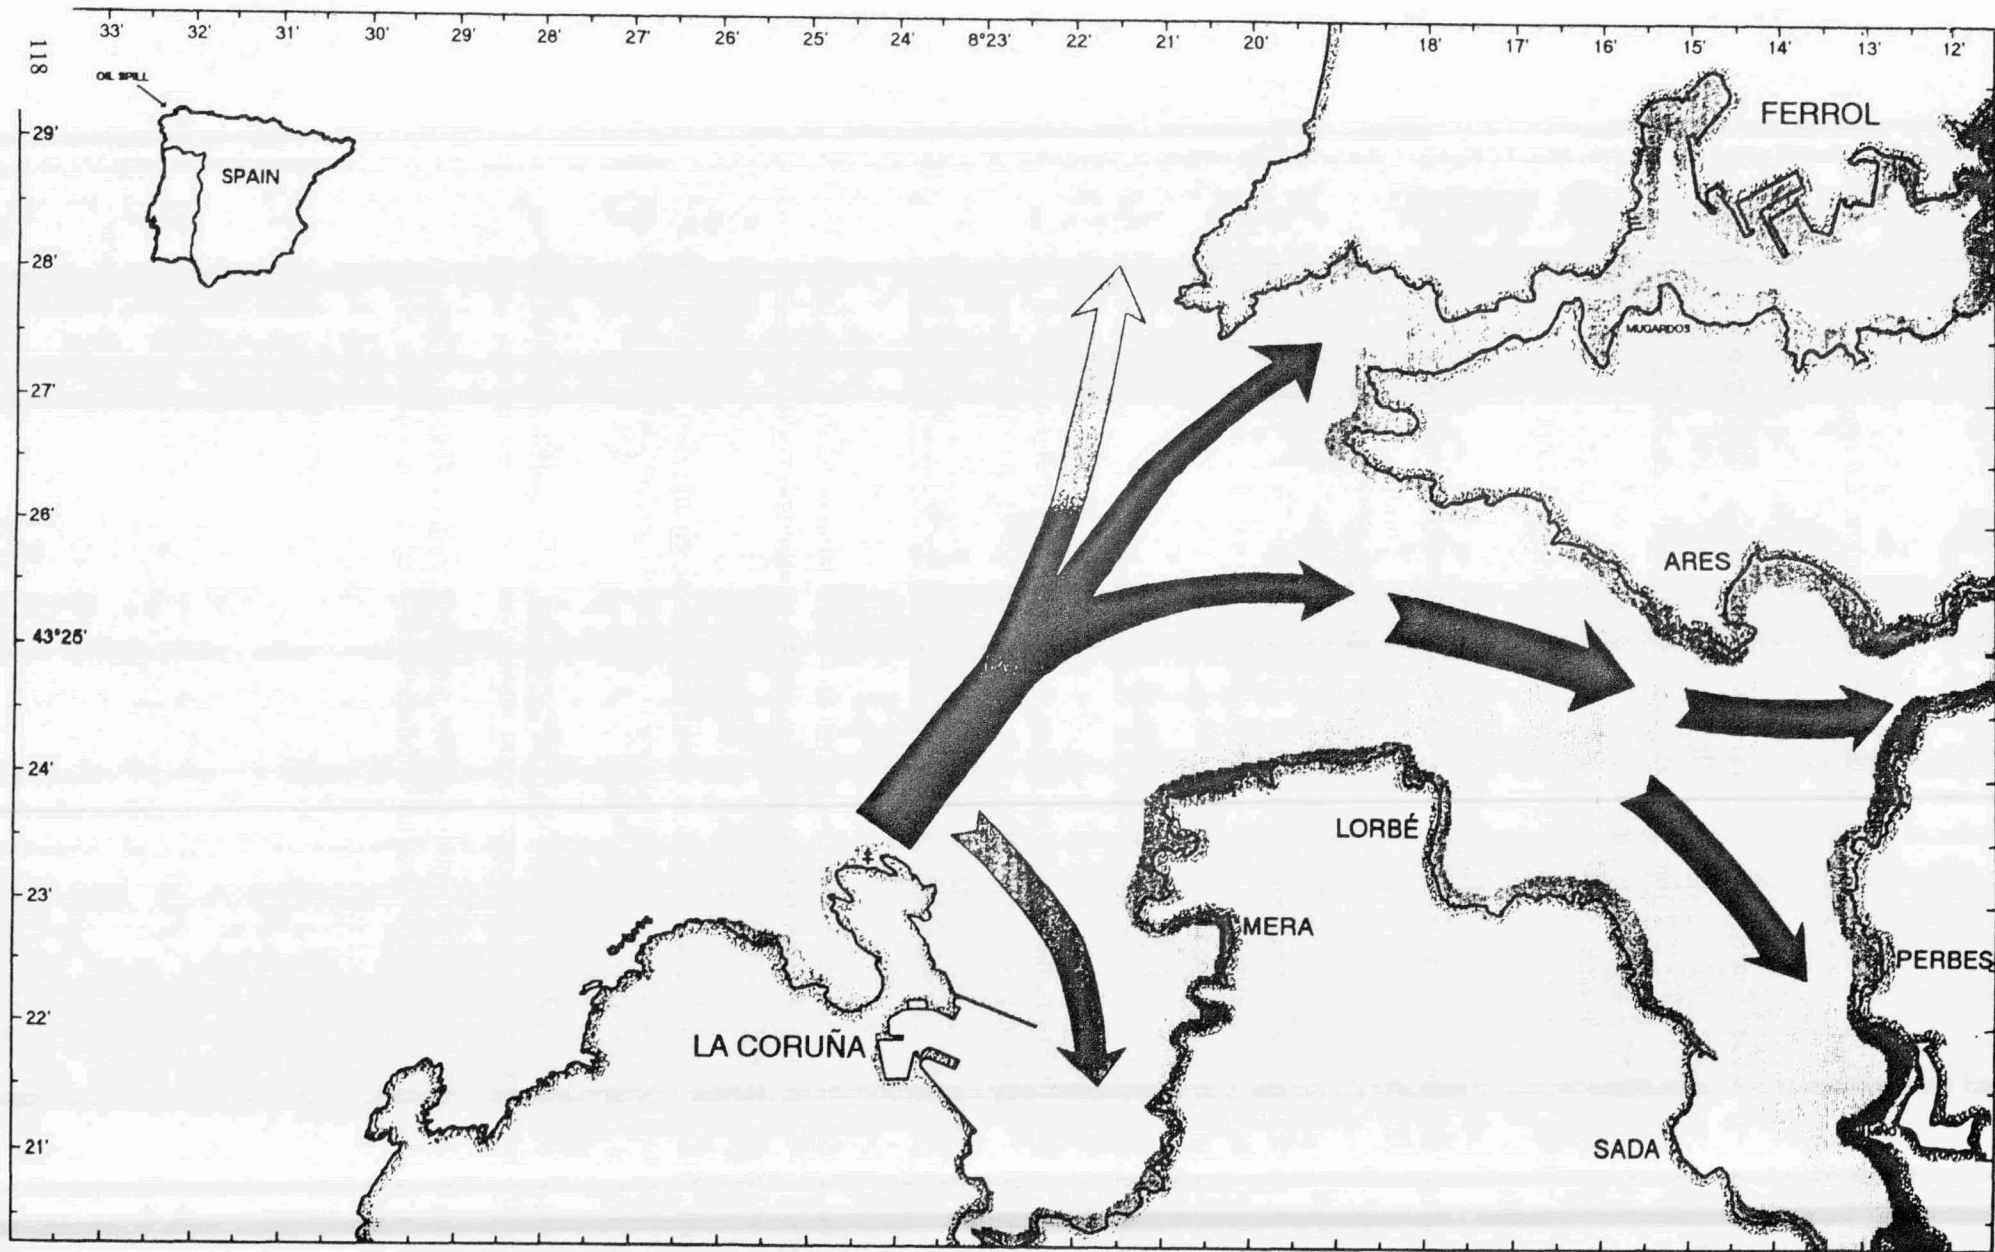 33' 32' 31' 30' 29' 28' 27' 26' 25' 24' 8°23' 22' 21' 20' 18' 17' 16' 15' 14' 13' 12'
118
OIL SPILL
29'
FERROL
SPAIN
28'
MUGARDOS
27'
26'
ARES
43°25'
24'
LORBÉ
23'
MERA
PERBES
22'
LA CORUÑA
21'
SADA